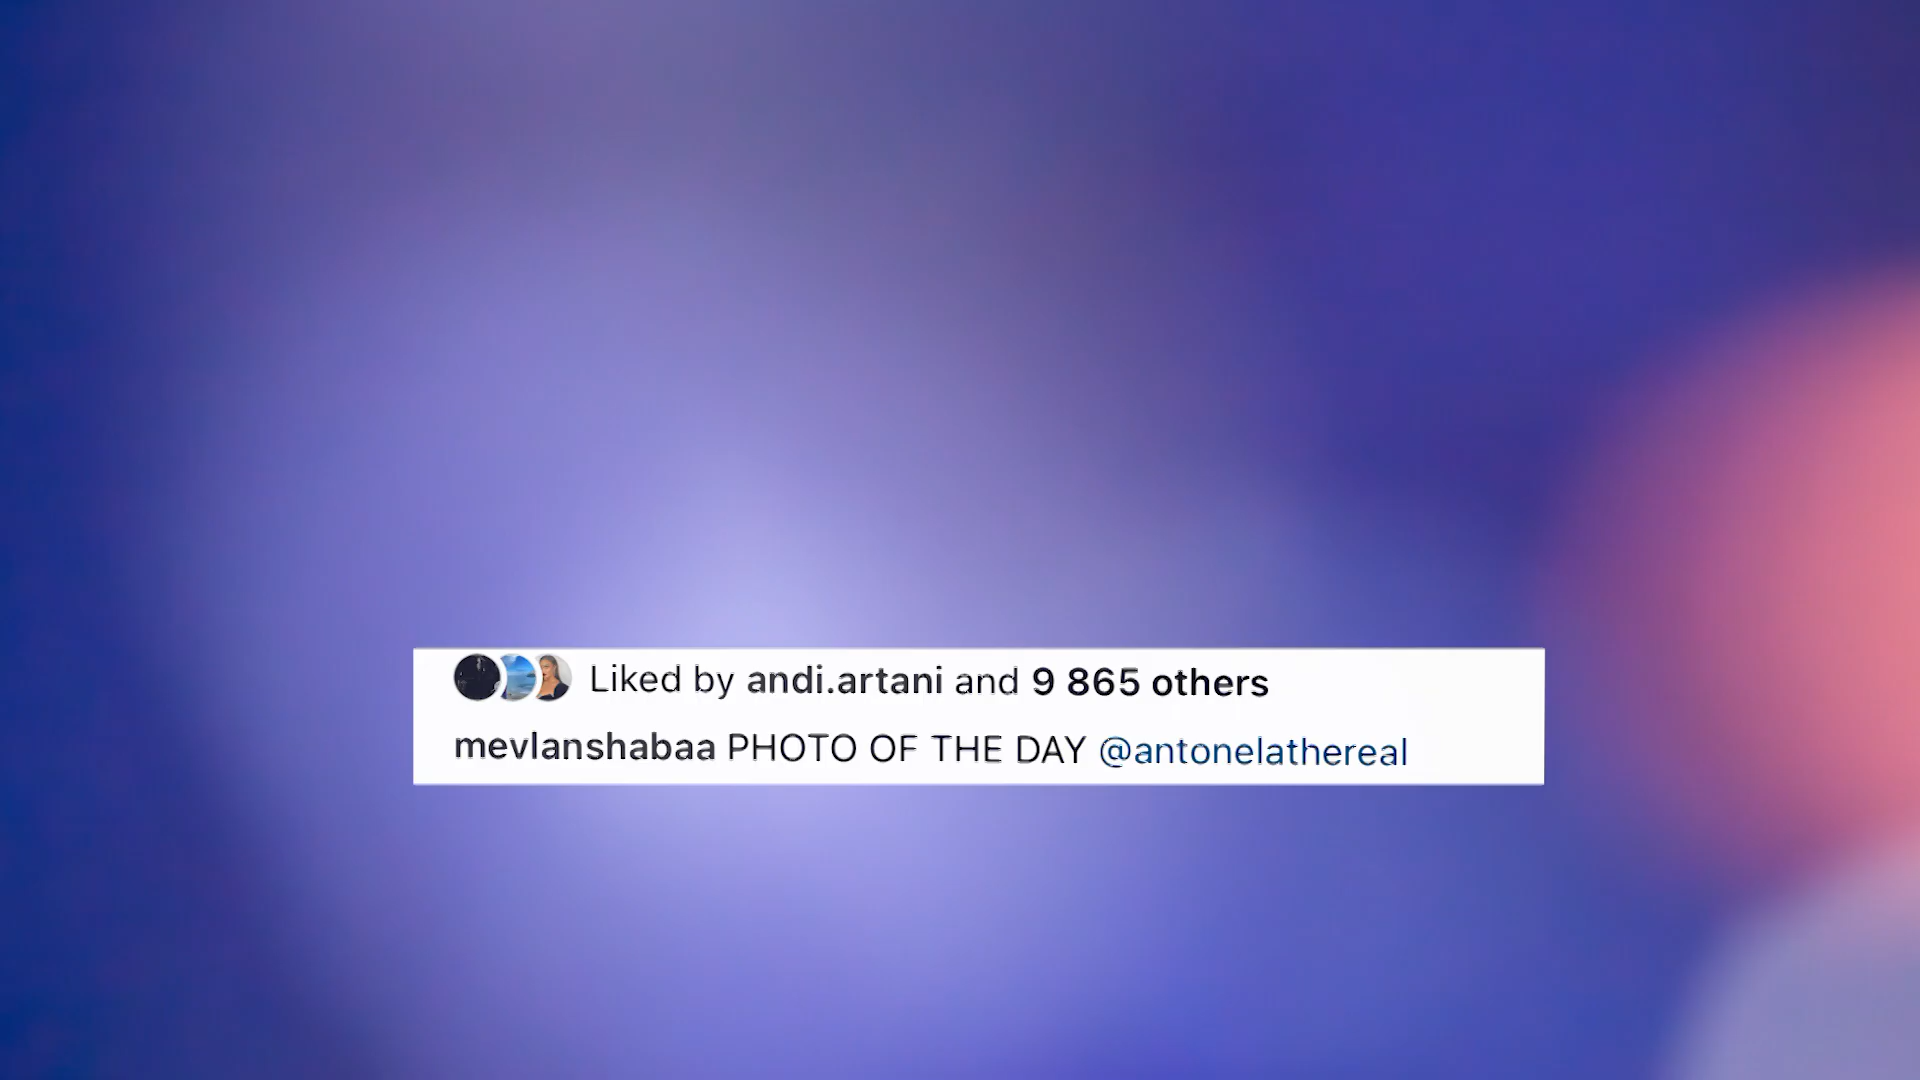 Liked by andi.artani and 9 865 others
mevlanshabaa PHOTO OF THE DAY @antonelathereal